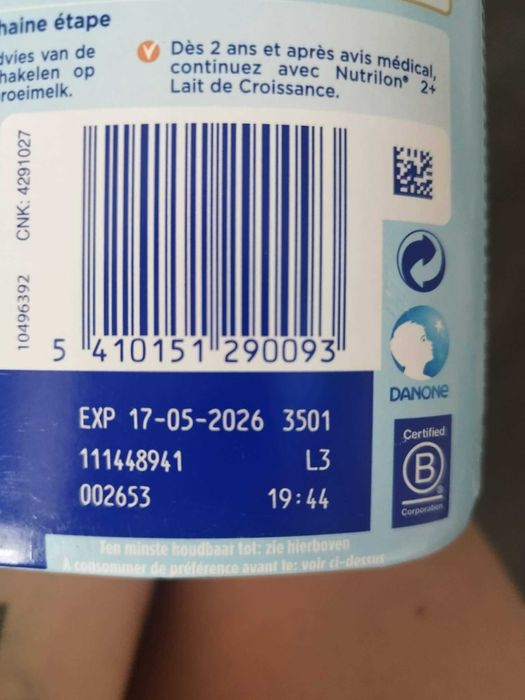 haine étape
dvies van de
hakelen op
roeimelk.
Dès 2 ans et après avis médical,
continuez avec Nutrilon® 2+
Lait de Croissance.
CNK: 4291027
10496392
5 410151 290093
DANONE
Certified
B
®
Corporation
EXP 17-05-2026 3501
111448941 L3
002653 19:44
Ten minste houdbaar tot: zie hierboven
A consommer de préférence avant le: voir ci-dessus